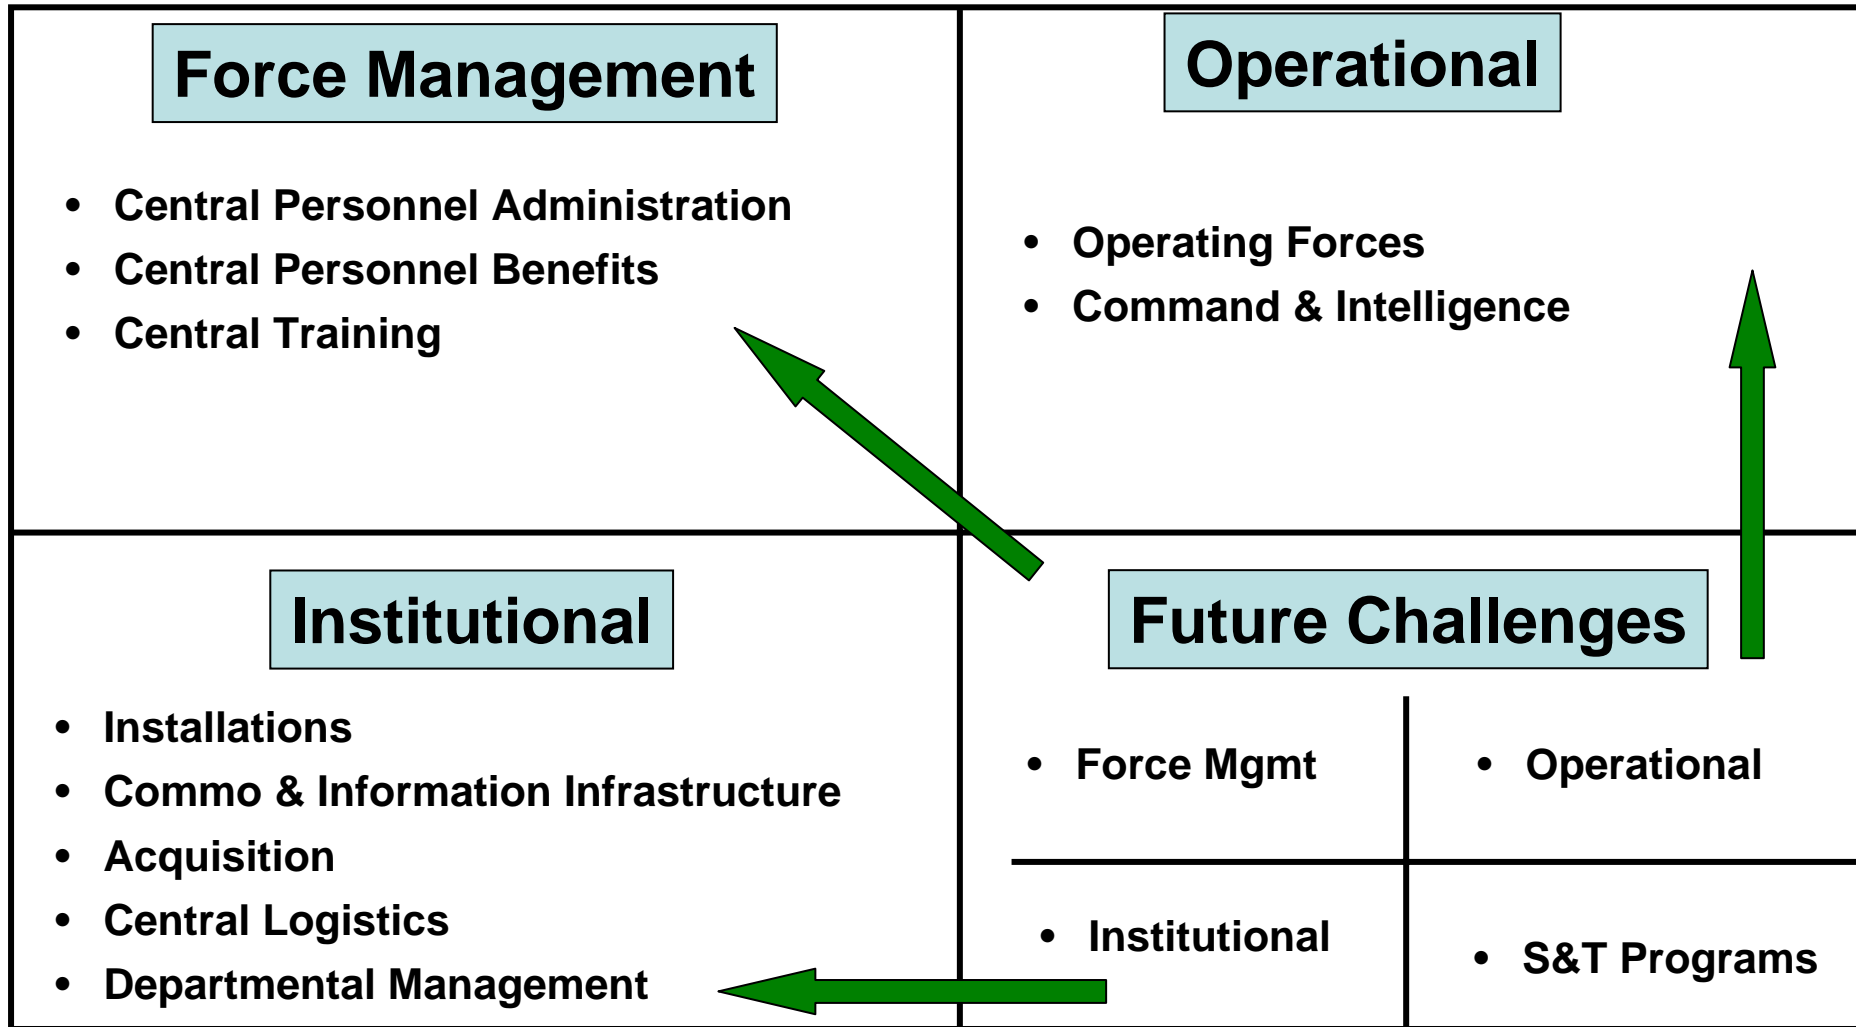 Force Management
• Central Personnel Administration
• Central Personnel Benefits
• Central Training
Operational
• Operating Forces
• Command & Intelligence
Institutional
• Installations
• Commo & Information Infrastructure
• Acquisition
• Central Logistics
• Departmental Management
Future Challenges
• Force Mgmt
• Operational
• Institutional
• S&T Programs